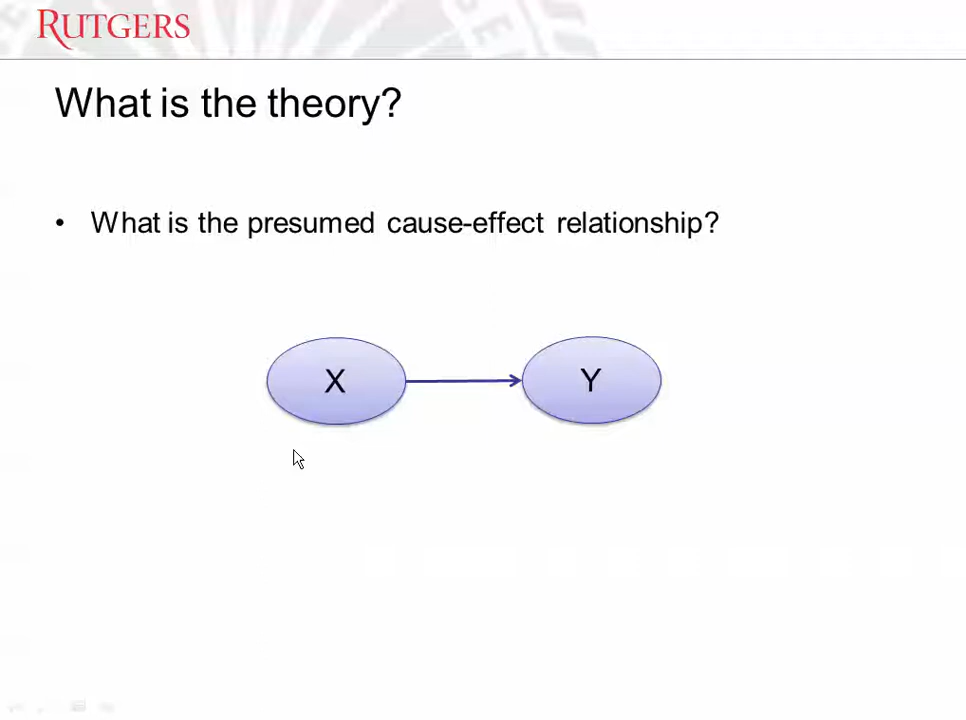 RUTGERS
What is the theory?
• What is the presumed cause-effect relationship?
X
Y